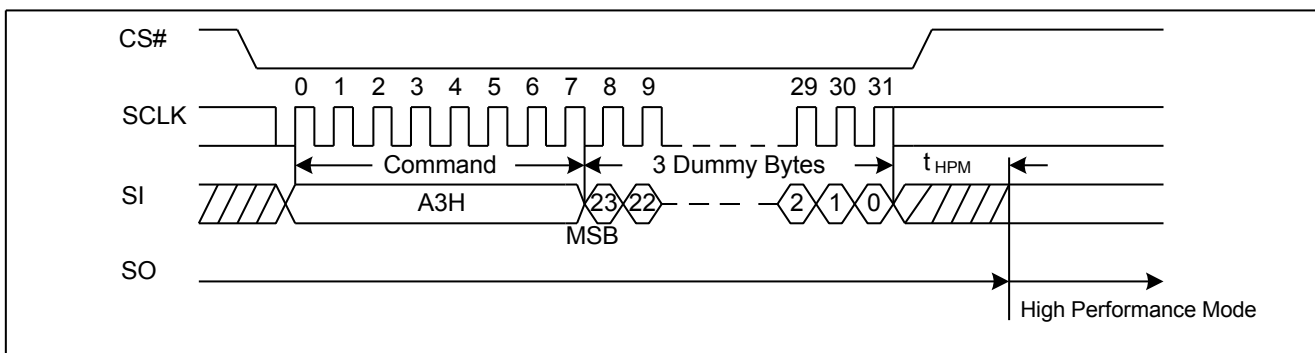 CS#
0 1 2 3 4 5 6 7 8 9 29 30 31
SCLK
Command 3 Dummy Bytes t HPM
SI A3H 23 22 2 1 0
MSB
SO
High Performance Mode